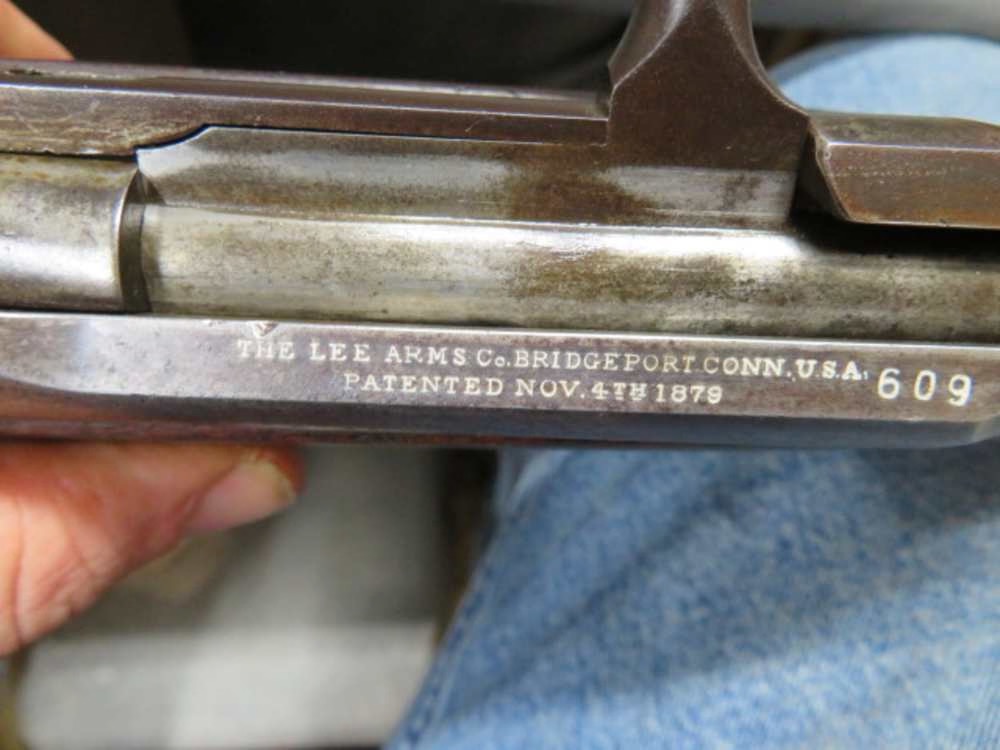 THE LEE ARMS Co. BRIDGEPORT CONN. U.S.A. 609
PATENTED NOV. 4TH 1879